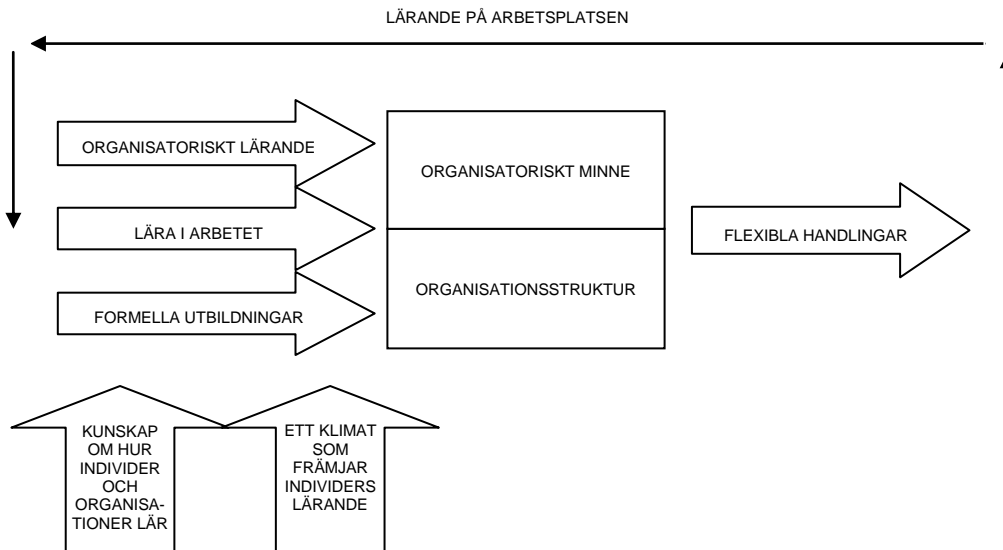 LÄRANDE PÅ ARBETSPLATSEN
ORGANISATORISKT LÄRANDE
ORGANISATORISKT MINNE
LÄRA I ARBETET
FLEXIBLA HANDLINGAR
ORGANISATIONSSTRUKTUR
FORMELLA UTBILDNINGAR
KUNSKAP
OM HUR
INDIVIDER
OCH
ORGANISA-
TIONER LÄR
ETT KLIMAT
SOM
FRÄMJAR
INDIVIDERS
LÄRANDE